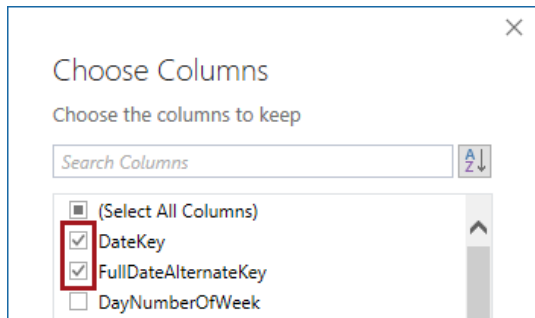 Choose Columns
Choose the columns to keep
Search Columns
A
Z
(Select All Columns)
DateKey
FullDateAlternateKey
DayNumberOfWeek